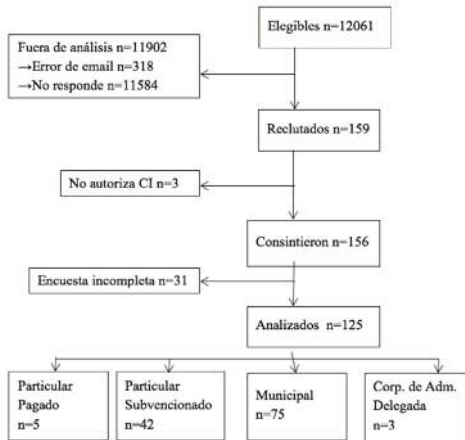 Elegibles n=12061
Fuera de análisis n=11902
→Error de email n=318
→No responde n=11584
Reclutados n=159
No autoriza CI n=3
Consintieron n=156
Encuesta incompleta n=31
Analizados n=125
Particular
Pagado
n=5
Particular
Subvencionado
n=42
Municipal
n=75
Corp. de Adm.
Delegada
n=3